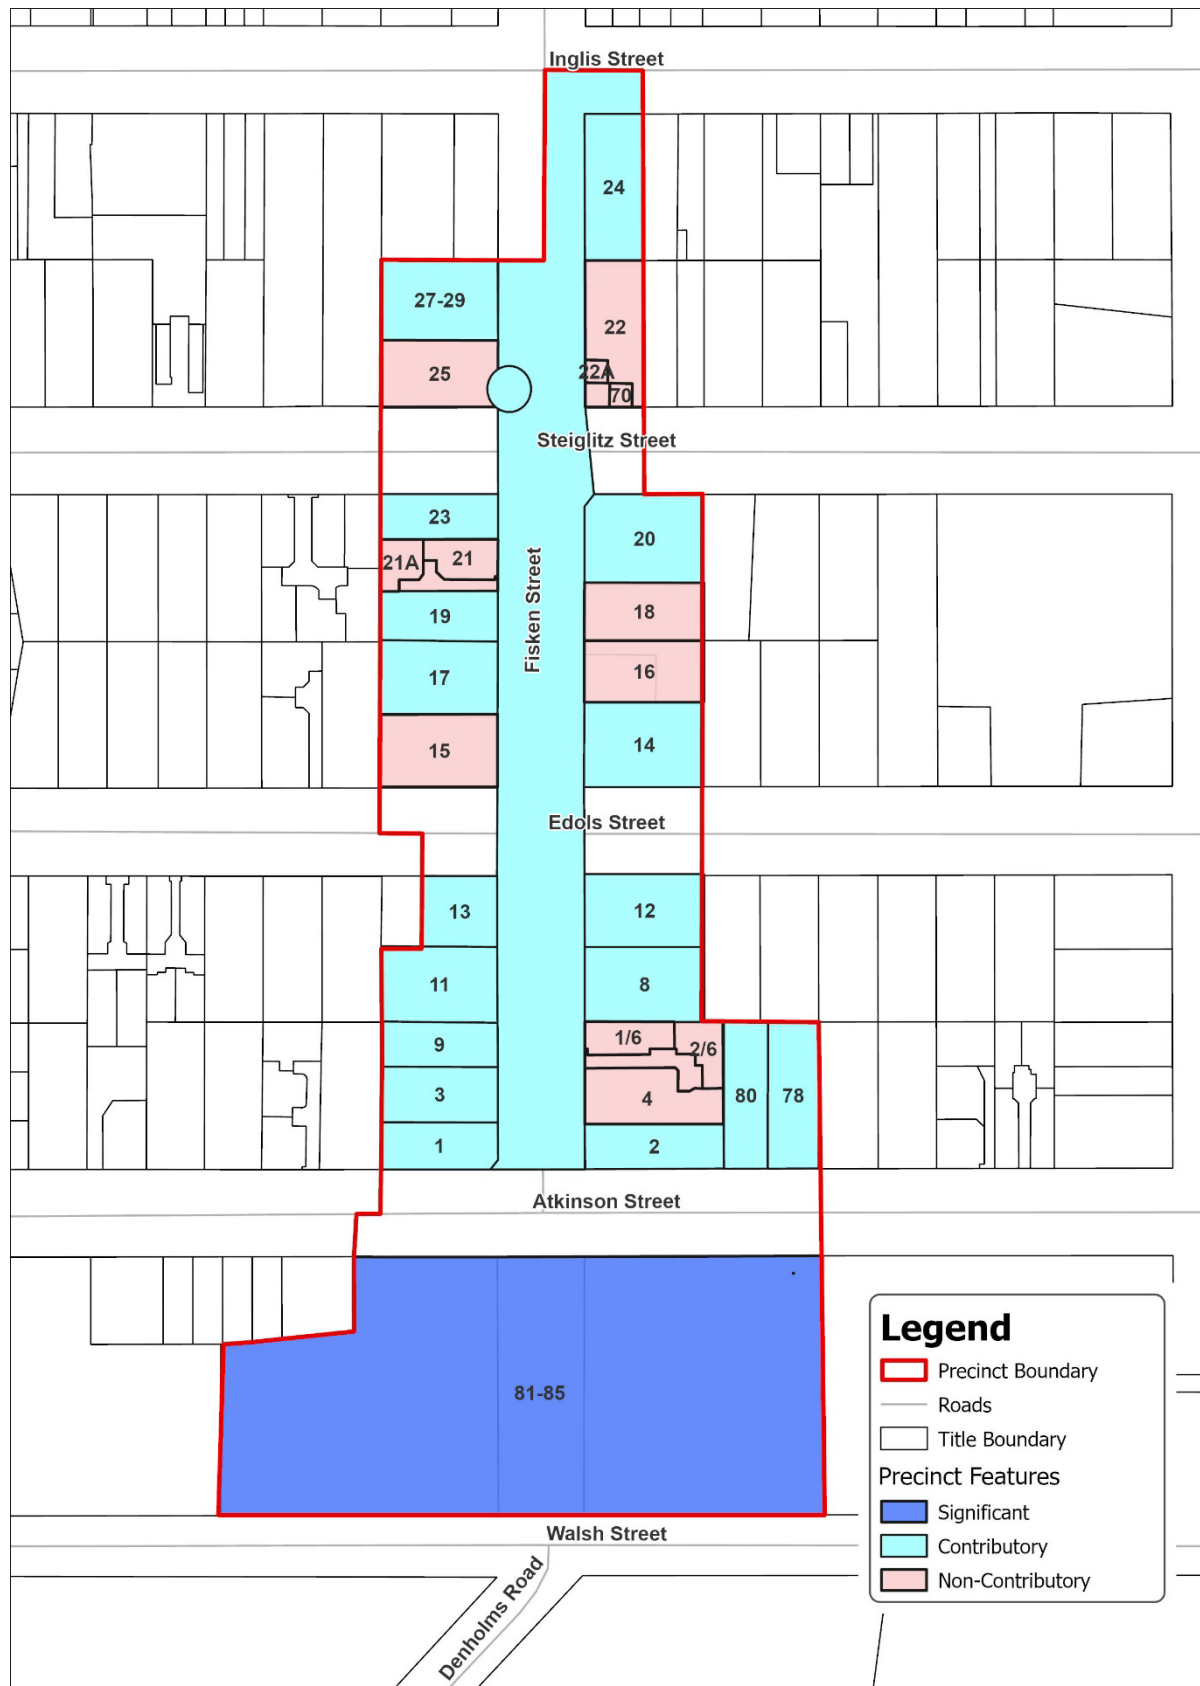 Inglis Street
24
27-29
22
25
22A
70
Steiglitz Street
23
20
21A
21
Fisken Street
18
19
16
17
14
15
Edols Street
13
12
11
8
1/6
9
2/6
3
4
80
78
1
2
Atkinson Street
81-85
Legend
Precinct Boundary
Roads
Title Boundary
Precinct Features
Significant
Contributory
Non-Contributory
Walsh Street
Denholms Road